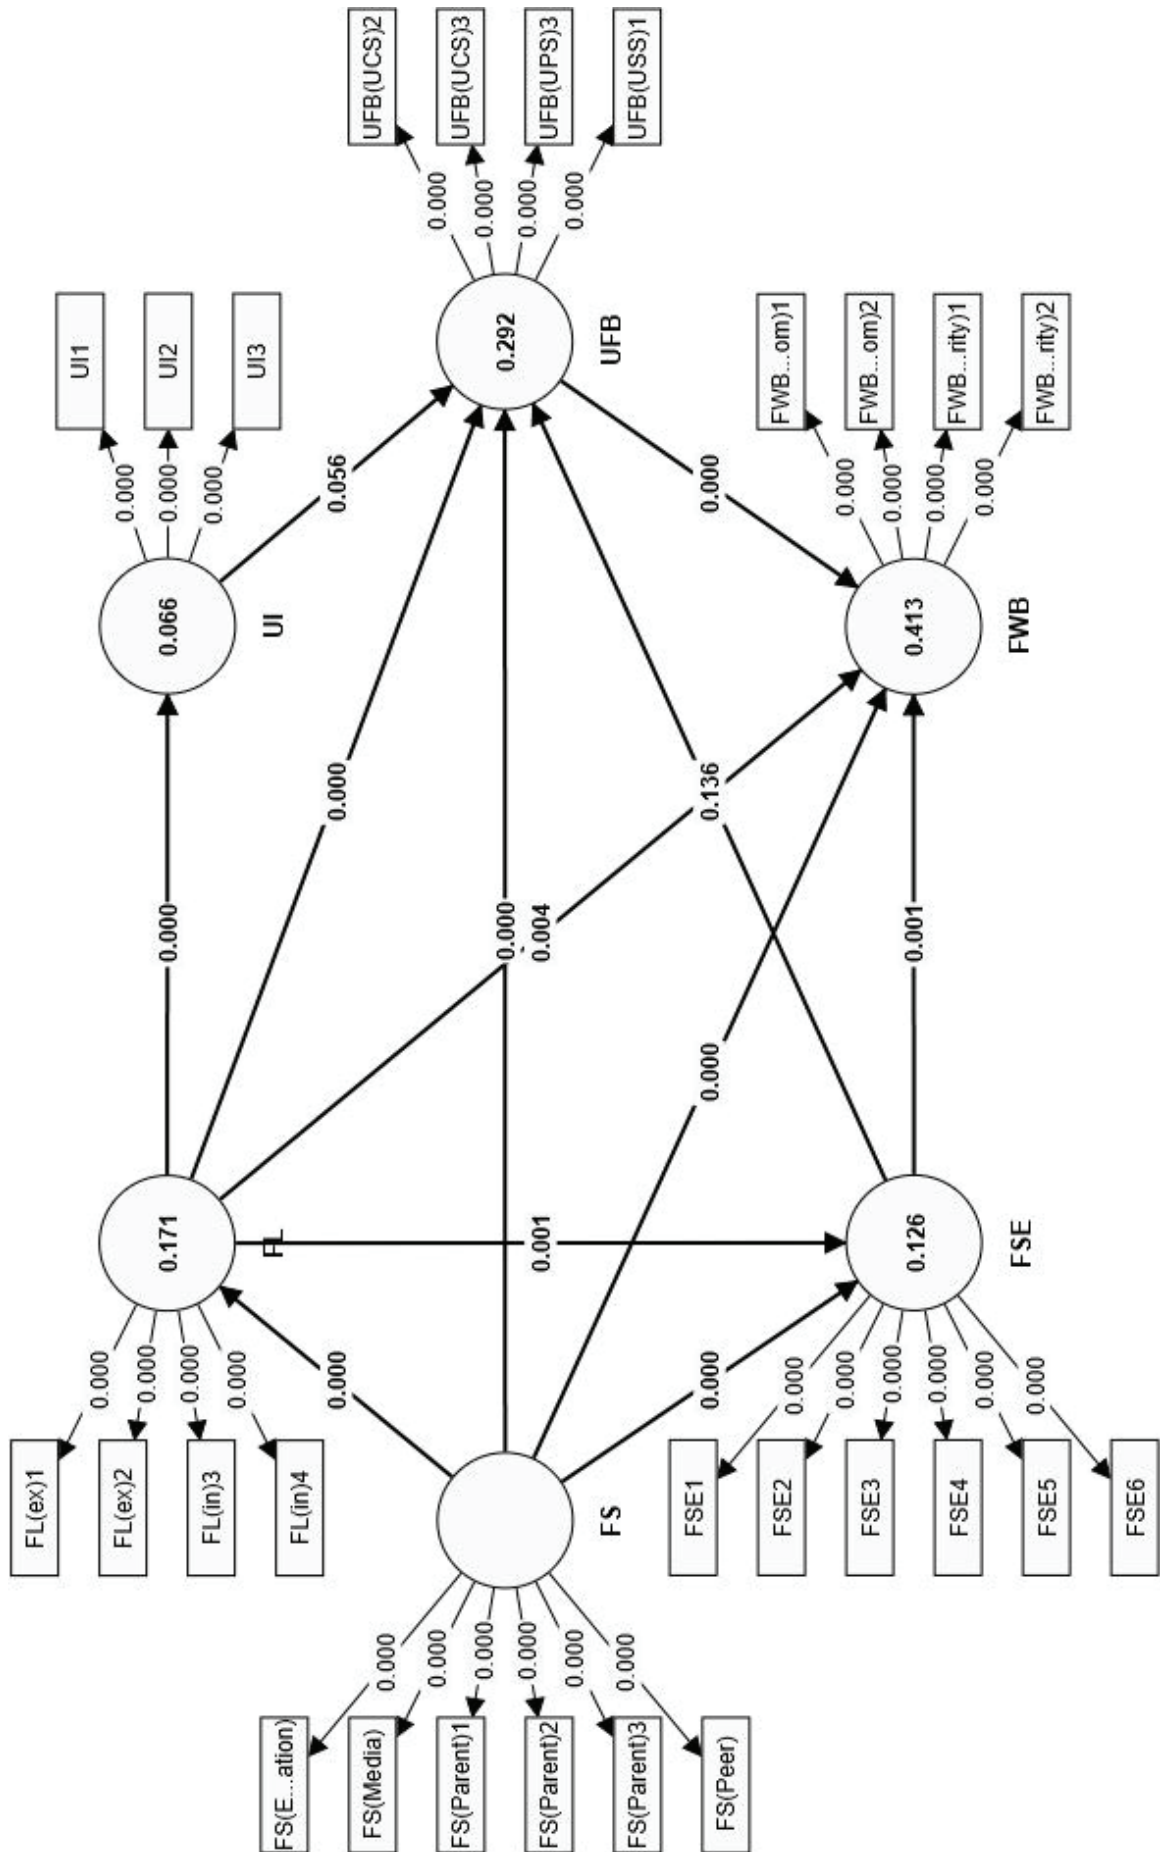 FL(ex)1
FL(ex)2
FL(in)3
FL(in)4
0.000
0.000
0.000
0.000
0.171
FL
0.000
0.066
UI
0.000
0.000
0.000
UI1
UI2
UI3
FS(E...ation)
FS(Media)
FS(Parent)1
FS(Parent)2
FS(Parent)3
FS(Peer)
0.000
0.000
0.000
0.000
0.000
0.000
FS
0.000
0.000
0.000
0.000
0.001
0.000
0.004
0.136
0.056
0.292
UFB
0.000
0.000
0.000
0.000
UFB(UCS)2
UFB(UCS)3
UFB(UPS)3
UFB(USS)1
0.000
FSE1
FSE2
FSE3
FSE4
FSE5
FSE6
0.000
0.000
0.000
0.000
0.000
0.000
0.126
FSE
0.001
0.413
FWB
0.000
0.000
0.000
0.000
FWB...om)1
FWB...om)2
FWB...rity)1
FWB...rity)2